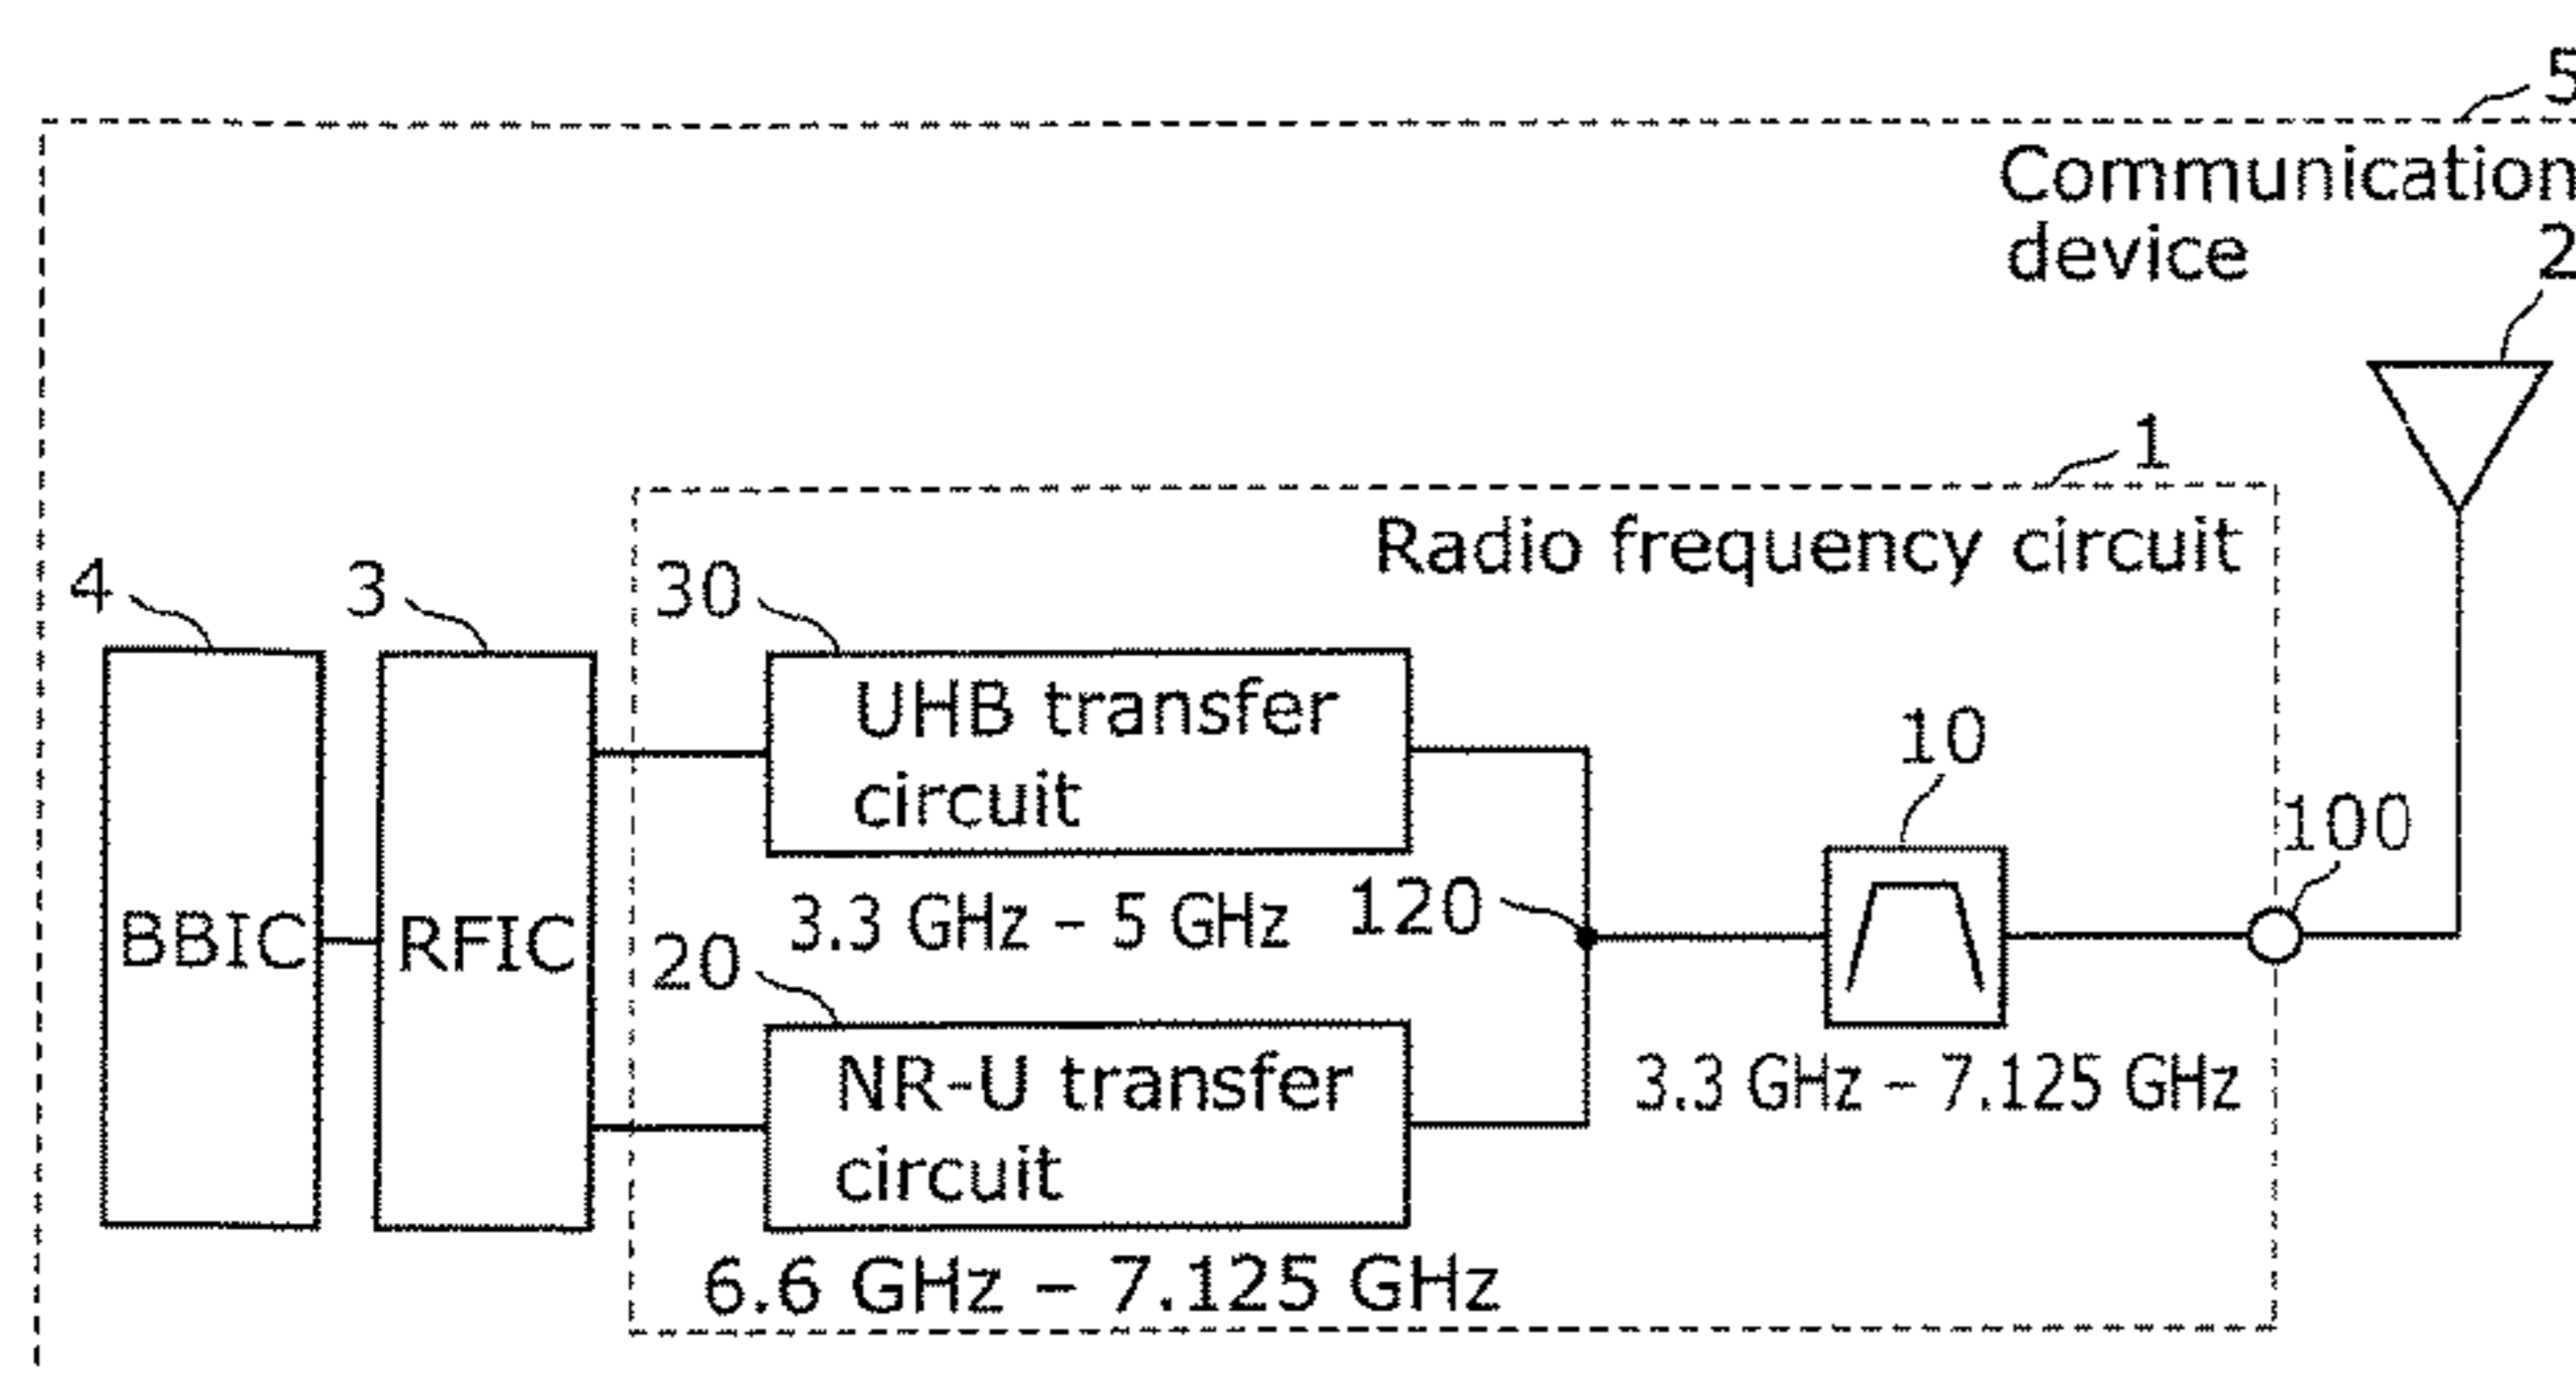 5
Communication
device
2
1
Radio frequency circuit
4
3
30
UHB transfer
circuit
10
100
3.3 GHz – 5 GHz
120
BBIC
RFIC
20
NR-U transfer
circuit
3.3 GHz – 7.125 GHz
6.6 GHz – 7.125 GHz